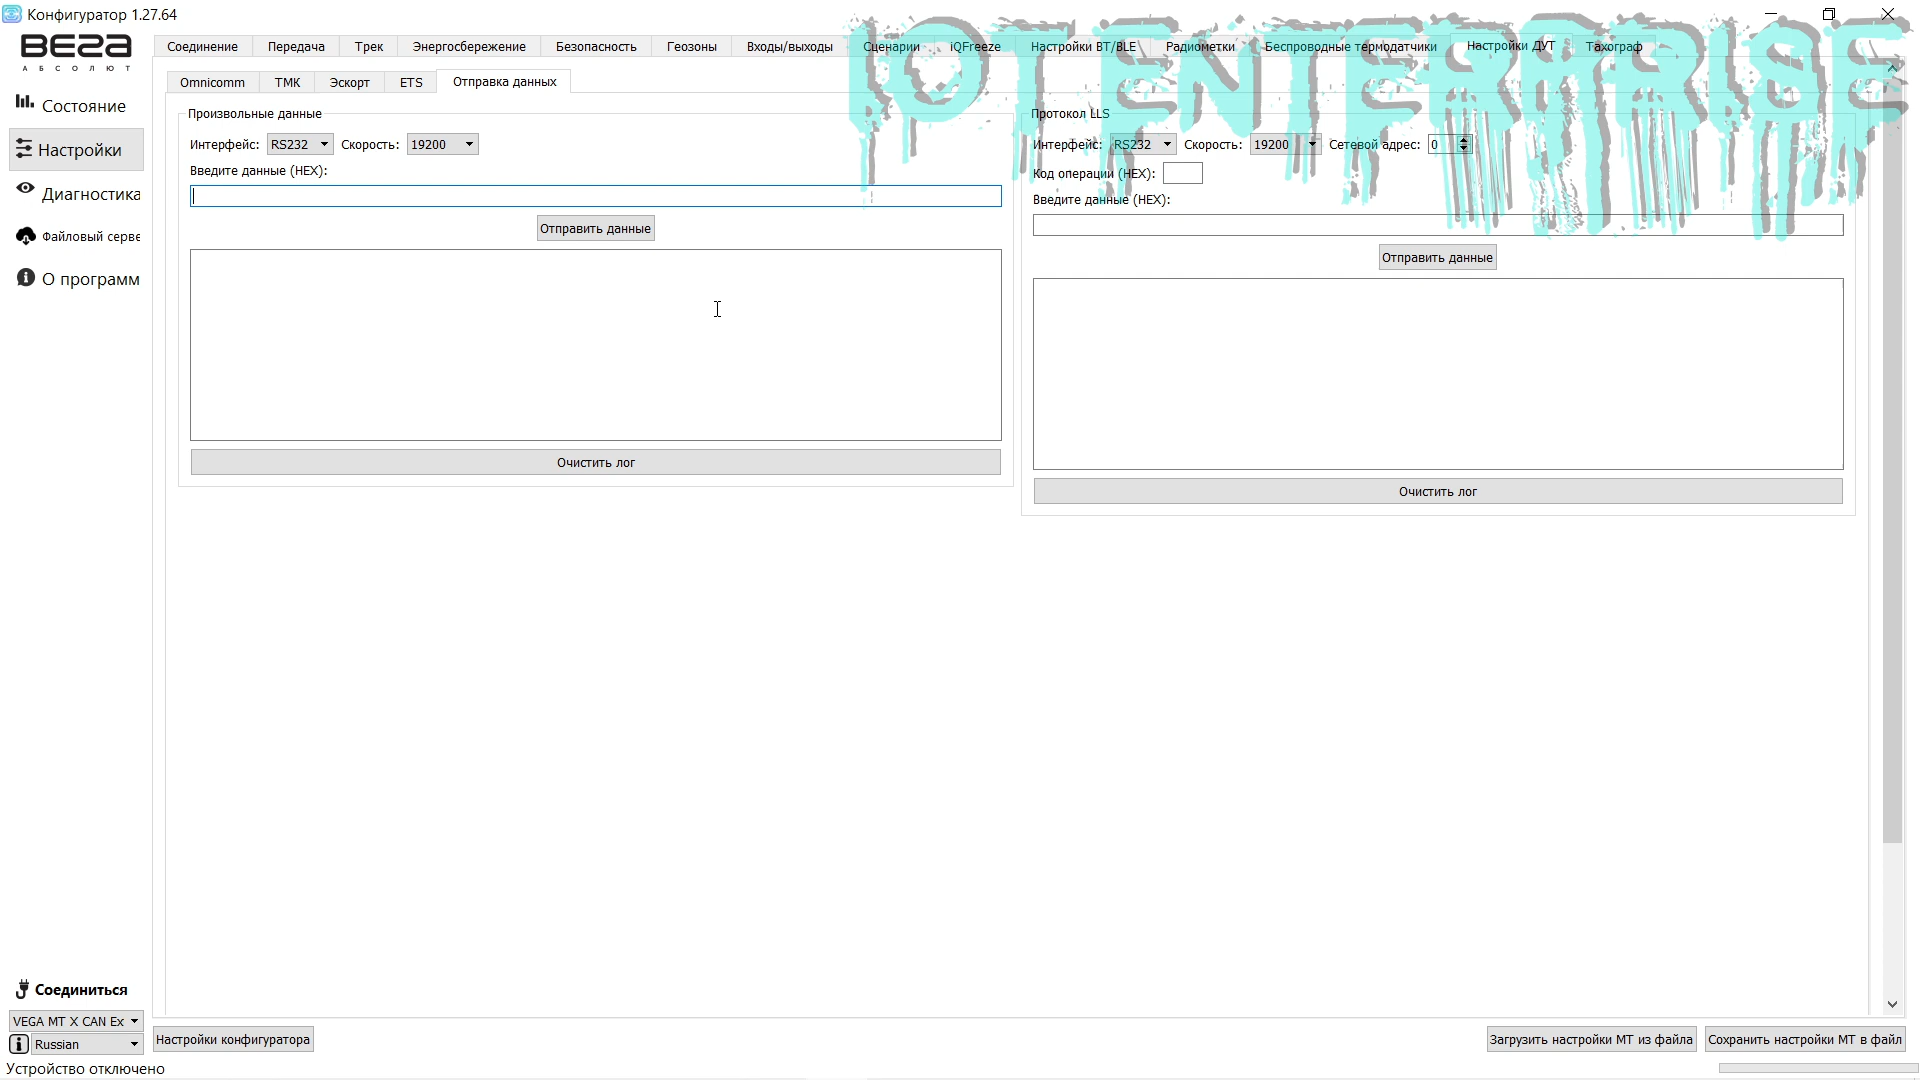 Конфигуратор 1.27.64
IOT ENTERPRISE
ВЕГА
АБСОЛЮТ
Соединение Передача Трек Энергосбережение Безопасность Геозоны Входы/выходы Сценарии iQFreeze Настройки BT/BLE Радиометки Беспроводные термодатчики Настройки ДУТ Тахограф
Omnicomm ТМК Эскорт ETS Отправка данных
Состояние
Настройки
Диагностика
Файловый серве
О программ
Произвольные данные
Интерфейс: RS232 Скорость: 19200
Введите данные (HEX):
Отправить данные
Очистить лог
Протокол LLS
Интерфейс: RS232 Скорость: 19200 Сетевой адрес: 0
Код операции (HEX):
Введите данные (HEX):
Отправить данные
Очистить лог
Соединиться
VEGA MT X CAN Ex
Russian
Настройки конфигуратора
Загрузить настройки МТ из файла
Сохранить настройки МТ в файл
Устройство отключено